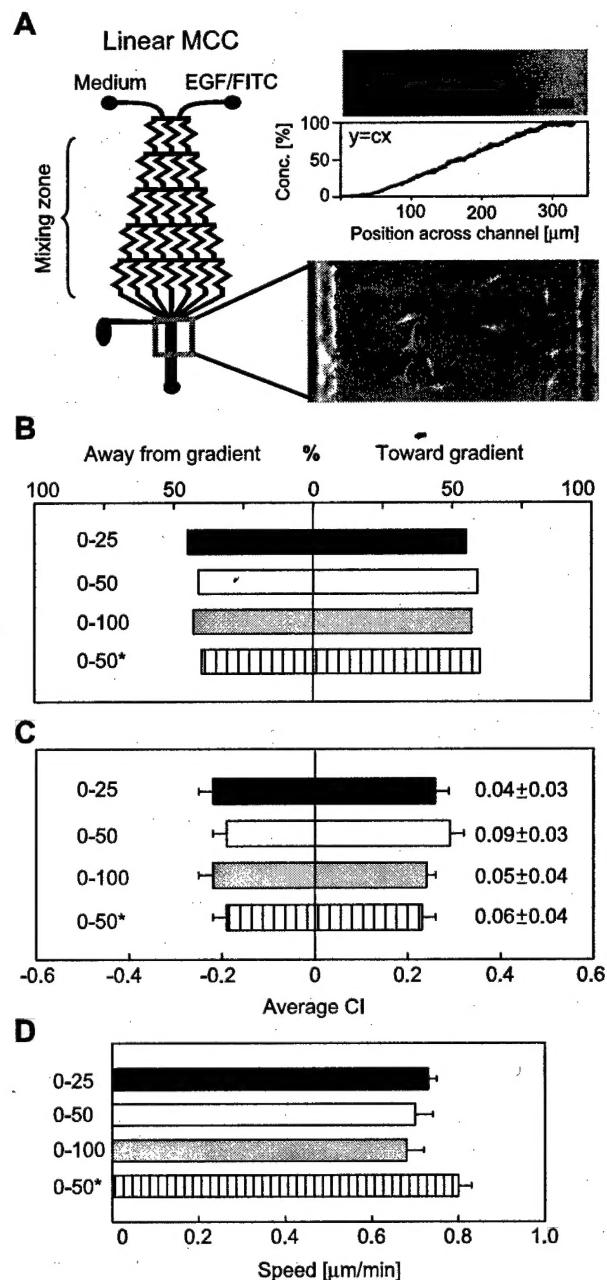 A
Linear MCC
Medium EGF/FITC
Mixing zone
Conc. [%]
100
50
0
y=cx
100 200 300
Position across channel [µm]
B
Away from gradient % Toward gradient
100 50 0 50 100
0-25
0-50
0-100
0-50*
C
0-25 0.04±0.03
0-50 0.09±0.03
0-100 0.05±0.04
0-50* 0.06±0.04
-0.6 -0.4 -0.2 0 0.2 0.4 0.6
Average CI
D
0-25
0-50
0-100
0-50*
0 0.2 0.4 0.6 0.8 1.0
Speed [µm/min]